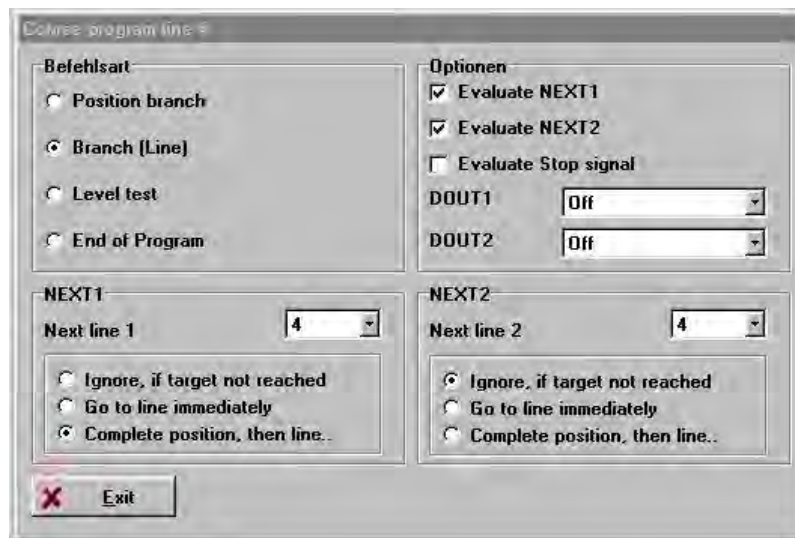 Course program line
Befehlsart
Position branch
Branch (Line)
Level test
End of Program
Optionen
Evaluate NEXT1
Evaluate NEXT2
Evaluate Stop signal
DOUT1 Off
DOUT2 Off
NEXT1
Next line 1 4
Ignore, if target not reached
Go to line immediately
Complete position, then line..
NEXT2
Next line 2 4
Ignore, if target not reached
Go to line immediately
Complete position, then line..
Exit